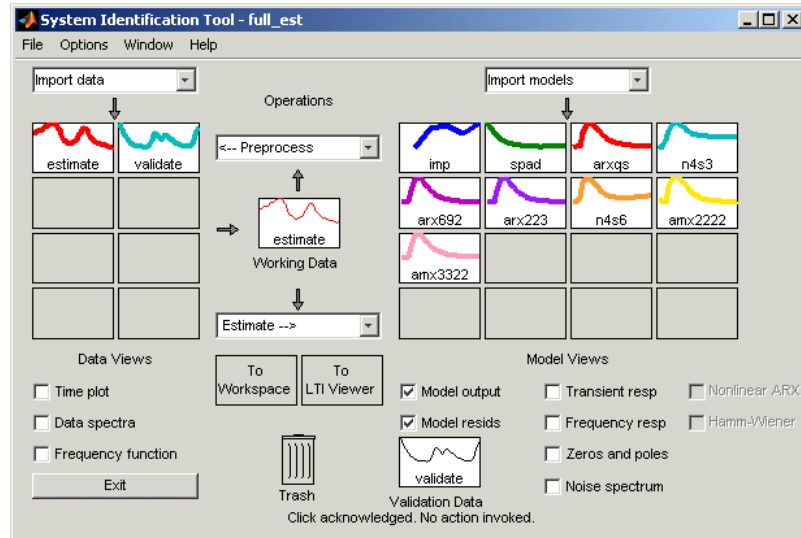 System Identification Tool - full_est
File Options Window Help
Import data
Import models
Operations
estimate validate
<-- Preprocess
imp spad arxqs n4s3
estimate
arx692 arx223 n4s6 amx2222
Working Data
amx3322
Estimate -->
Data Views
To Workspace
To LTI Viewer
Model Views
Time plot
Data spectra
Frequency function
Exit
Model output
Model resids
Transient resp
Frequency resp
Zeros and poles
Noise spectrum
Nonlinear ARX
Hamm-Wiener
Trash
validate
Validation Data
Click acknowledged. No action invoked.